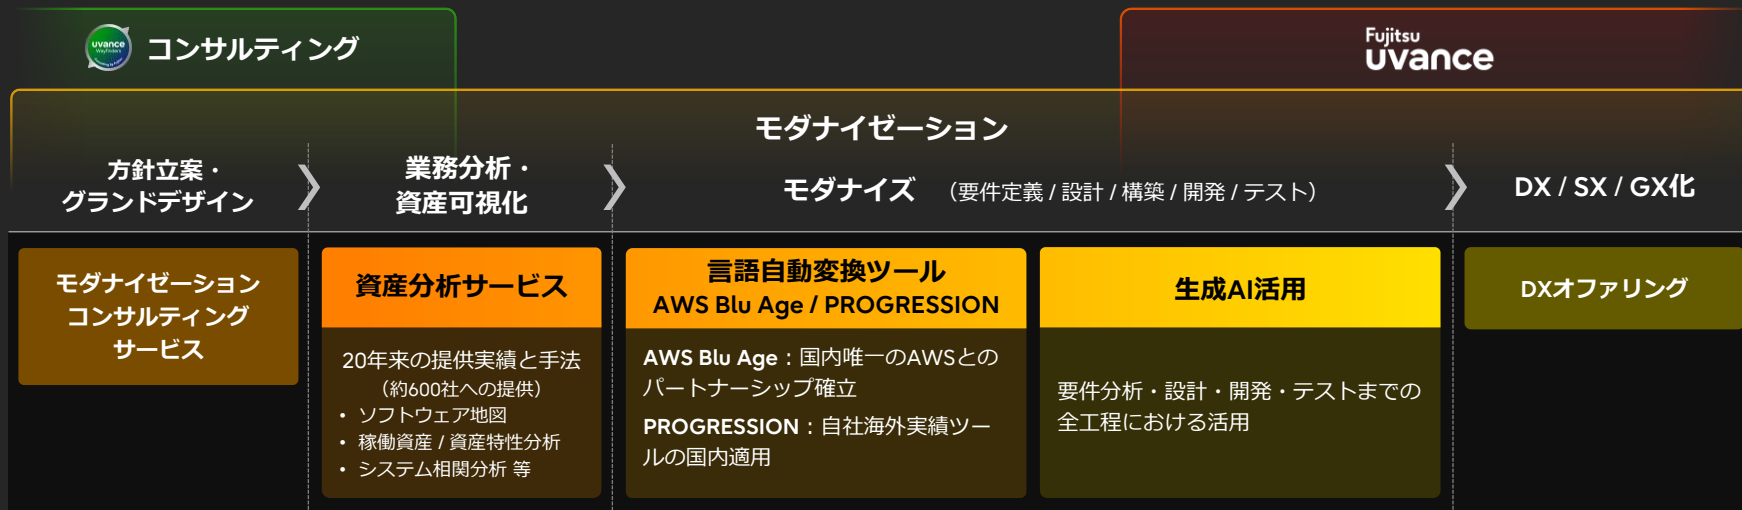 uvance
Wayfinders
コンサルティング
Fujitsu
uvance
モダナイゼーション
方針立案・
グランドデザイン
業務分析・
資産可視化
モダナイズ （要件定義 / 設計 / 構築 / 開発 / テスト）
DX / SX / GX化
モダナイゼーション
コンサルティング
サービス
資産分析サービス
20年来の提供実績と手法
（約600社への提供）
• ソフトウェア地図
• 稼働資産 / 資産特性分析
• システム相関分析 等
言語自動変換ツール
AWS Blu Age / PROGRESSION
AWS Blu Age：国内唯一のAWSとの
パートナーシップ確立
PROGRESSION：自社海外実績ツー
ルの国内適用
生成AI活用
要件分析・設計・開発・テストまでの
全工程における活用
DXオファリング